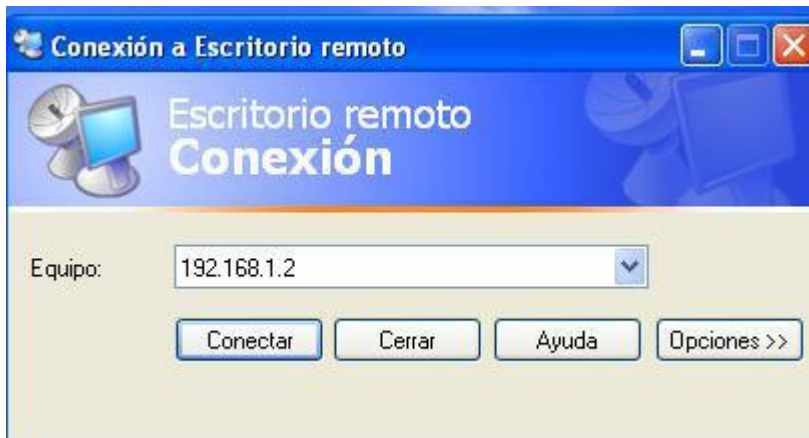 Conexión a Escritorio remoto
Escritorio remoto
Conexión
Equipo: 192.168.1.2
Conectar Cerrar Ayuda Opciones >>